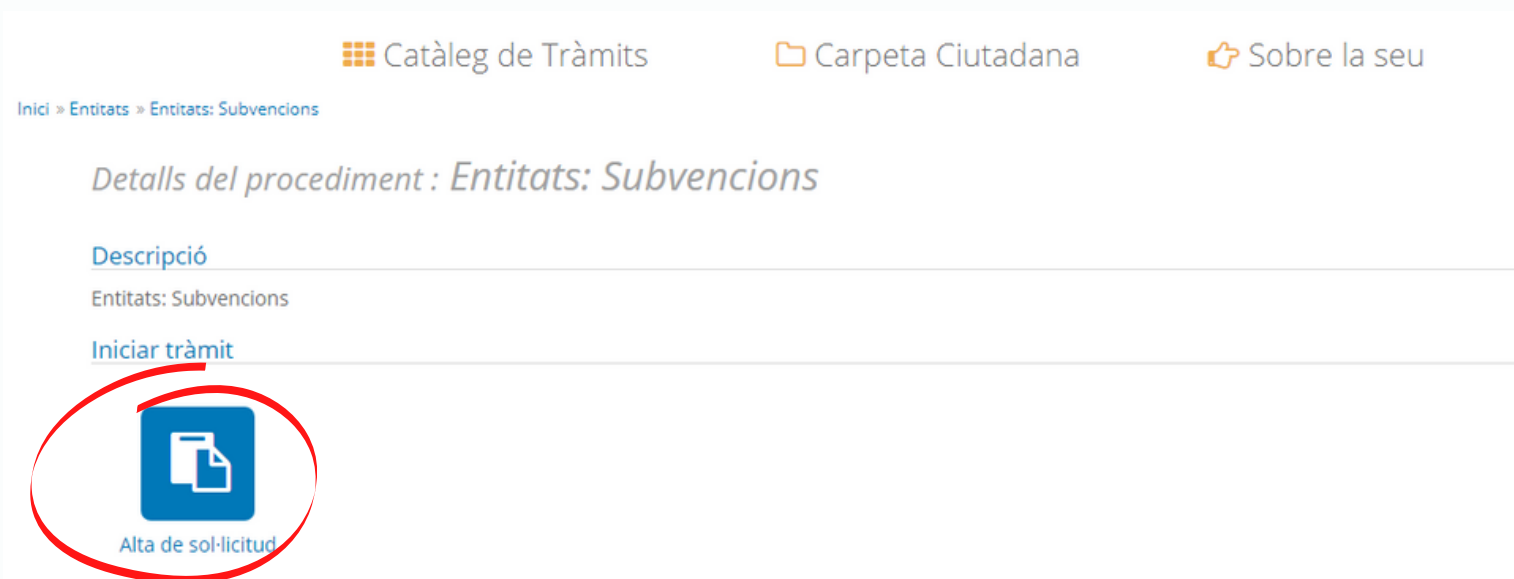 Catàleg de Tràmits Carpeta Ciutadana Sobre la seu
Inici » Entitats » Entitats: Subvencions
Detalls del procediment : Entitats: Subvencions
Descripció
Entitats: Subvencions
Iniciar tràmit
Alta de sol·licitud